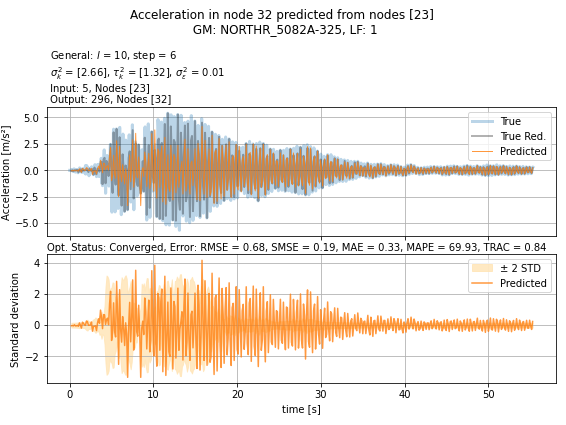 Acceleration in node 32 predicted from nodes [23]
GM: NORTHR_5082A-325, LF: 1
General: l = 10, step = 6
σ²ₖ = [2.66], τ²ₖ = [1.32], σ²ε = 0.01
Input: 5, Nodes [23]
Output: 296, Nodes [32]
Acceleration [m/s²]
5.0
2.5
0.0
−2.5
−5.0
True
True Red.
Predicted
Opt. Status: Converged, Error: RMSE = 0.68, SMSE = 0.19, MAE = 0.33, MAPE = 69.93, TRAC = 0.84
Standard deviation
4
2
0
−2
± 2 STD
Predicted
0 10 20 30 40 50
time [s]